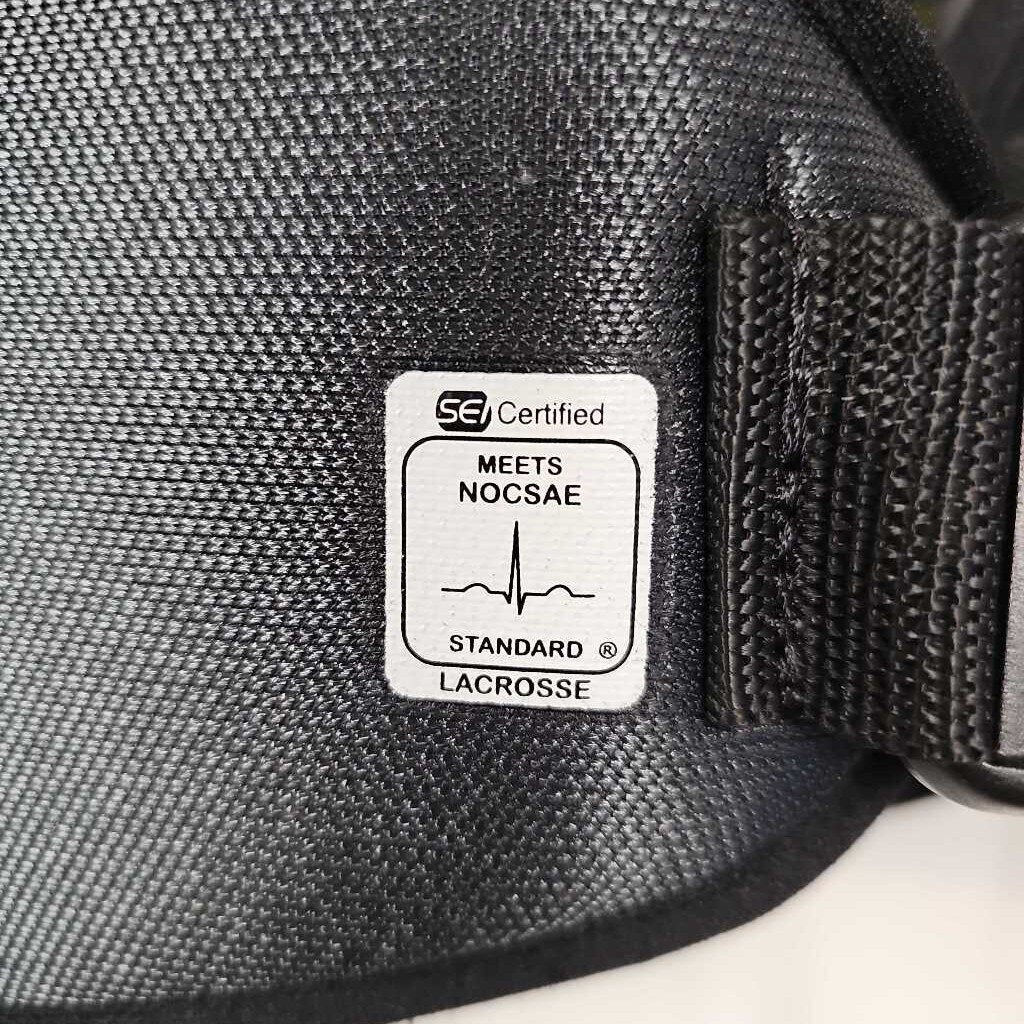 SEI Certified
MEETS
NOCSAE
STANDARD ®
LACROSSE